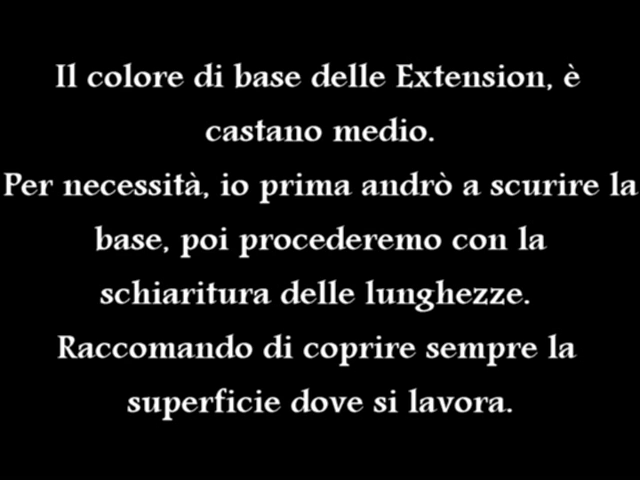 Il colore di base delle Extension, è
castano medio.
Per necessità, io prima andrò a scurire la
base, poi procederemo con la
schiaritura delle lunghezze.
Raccomando di coprire sempre la
superficie dove si lavora.